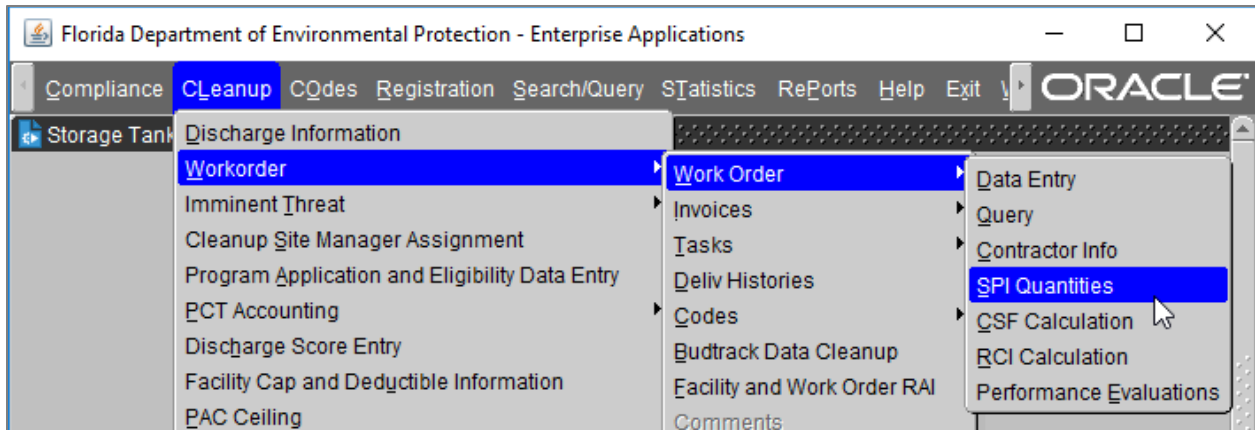 Florida Department of Environmental Protection - Enterprise Applications
Compliance CLeanup COdes Registration Search/Query STatistics RePorts Help Exit ORACLE
Storage Tank
Discharge Information
Workorder
Imminent Threat
Cleanup Site Manager Assignment
Program Application and Eligibility Data Entry
PCT Accounting
Discharge Score Entry
Facility Cap and Deductible Information
PAC Ceiling
Work Order
Invoices
Tasks
Deliv Histories
Codes
Budtrack Data Cleanup
Facility and Work Order RAI
Comments
Data Entry
Query
Contractor Info
SPI Quantities
CSF Calculation
RCI Calculation
Performance Evaluations